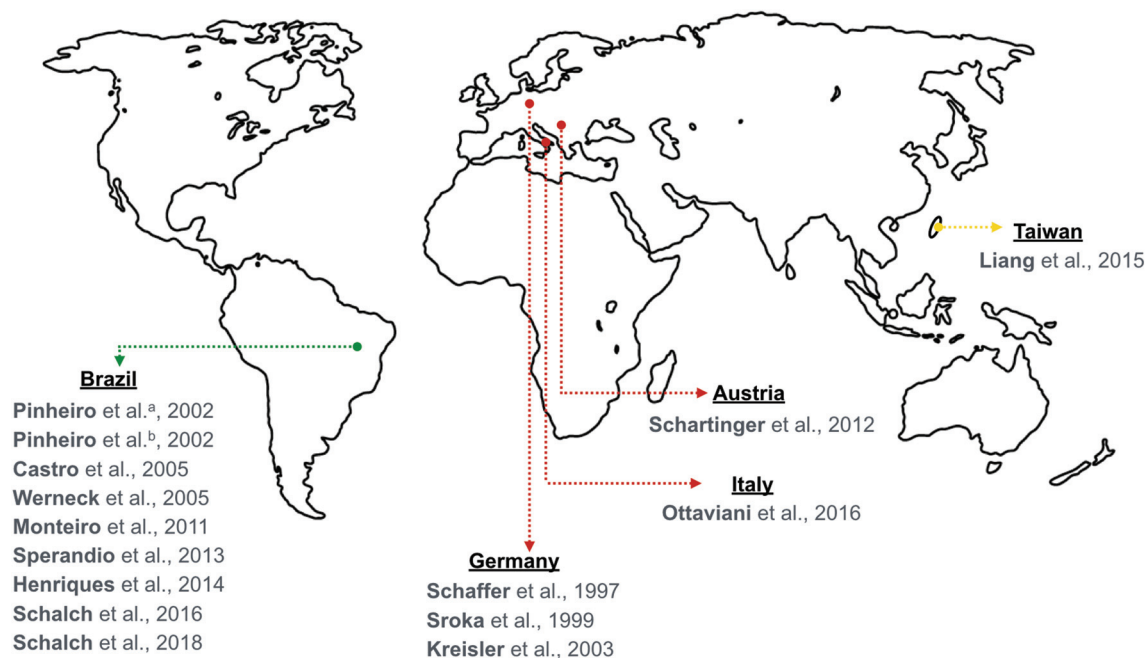 Taiwan
Liang et al., 2015
Brazil
Pinheiro et al.ᵃ, 2002
Pinheiro et al.ᵇ, 2002
Castro et al., 2005
Werneck et al., 2005
Monteiro et al., 2011
Sperandio et al., 2013
Henriques et al., 2014
Schalch et al., 2016
Schalch et al., 2018
Austria
Schartinger et al., 2012
Italy
Ottaviani et al., 2016
Germany
Schaffer et al., 1997
Sroka et al., 1999
Kreisler et al., 2003